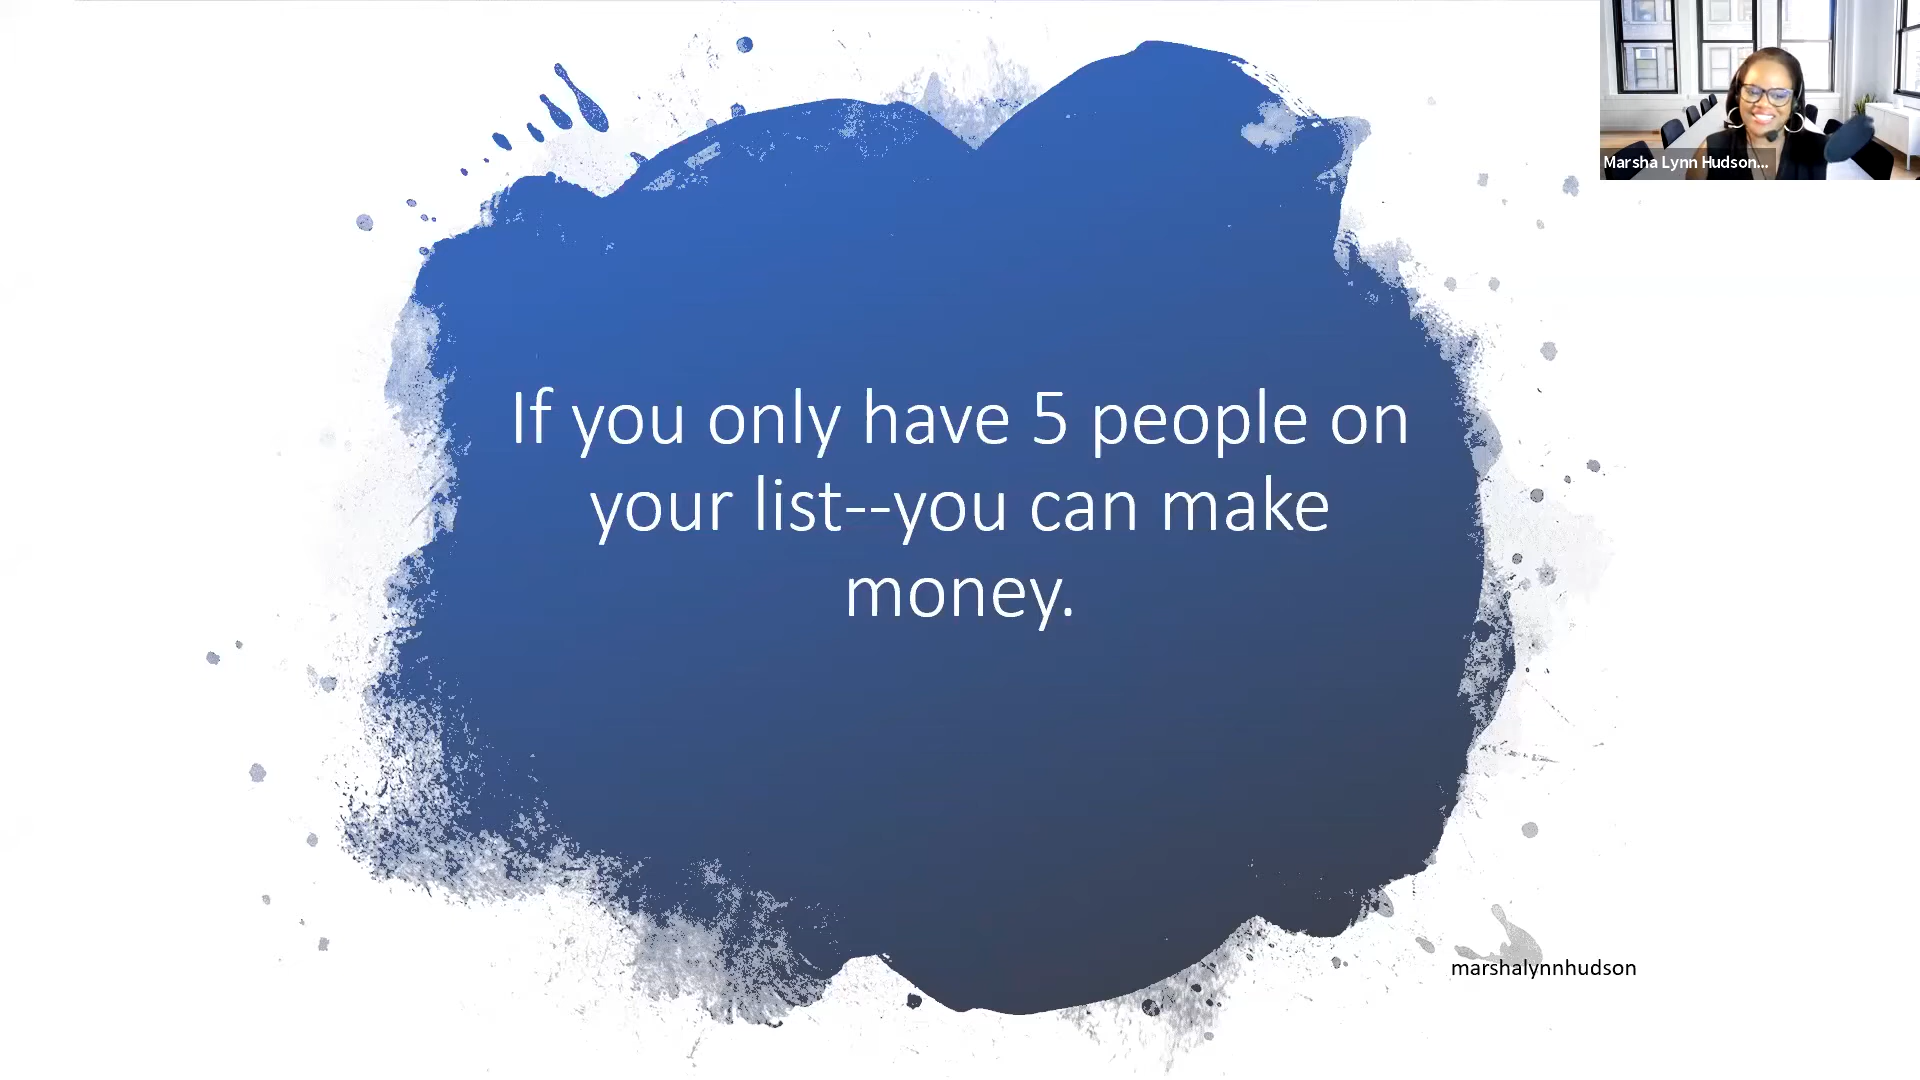 Marsha Lynn Hudson...
If you only have 5 people on
your list--you can make
money.
marshalynnhudson